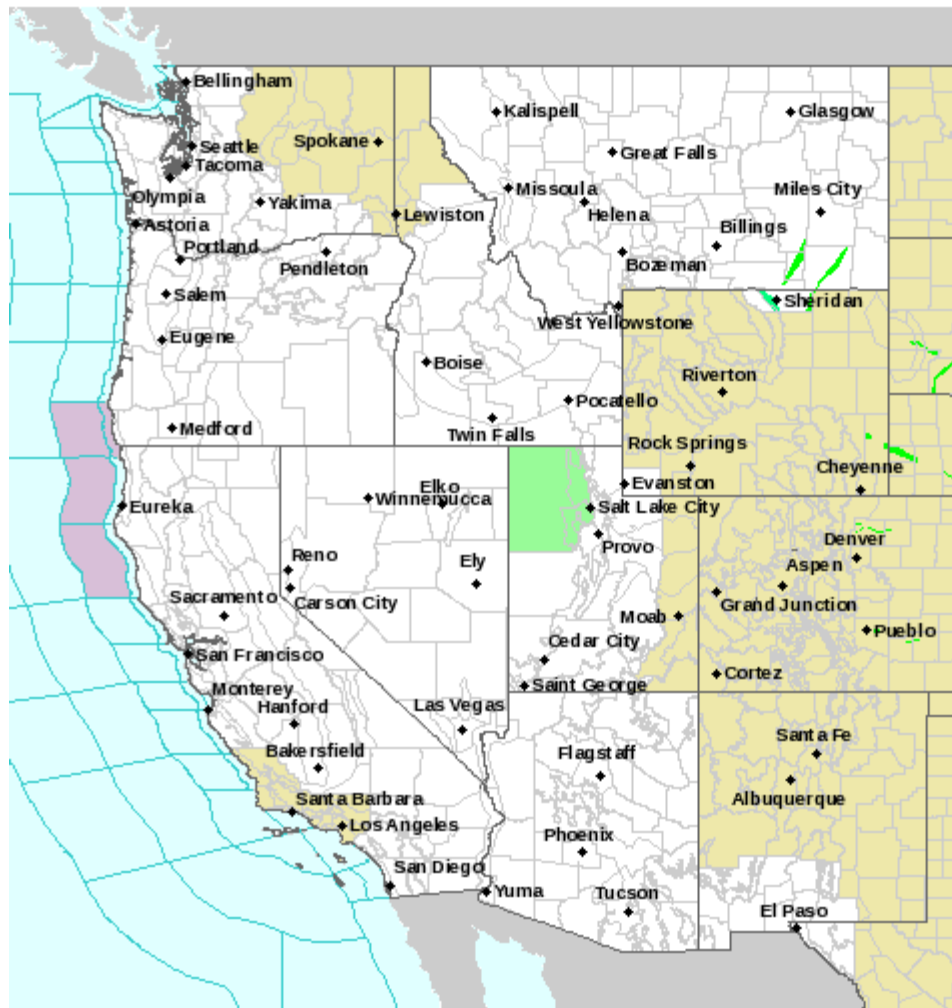 Bellingham
Kalispell
Glasgow
Seattle
Spokane
Tacoma
Great Falls
Olympia
Missoula
Miles City
Yakima
Lewiston
Helena
Astoria
Billings
Portland
Pendleton
Bozeman
Salem
Sheridan
West Yellowstone
Eugene
Boise
Riverton
Pocatello
Medford
Twin Falls
Rock Springs
Cheyenne
Elko
Evanston
Winnemucca
Eureka
Salt Lake City
Provo
Denver
Reno
Ely
Aspen
Sacramento
Carson City
Grand Junction
Moab
Pueblo
Cedar City
San Francisco
Cortez
Saint George
Monterey
Hanford
Las Vegas
Santa Fe
Bakersfield
Flagstaff
Albuquerque
Santa Barbara
Los Angeles
Phoenix
San Diego
Yuma
Tucson
El Paso